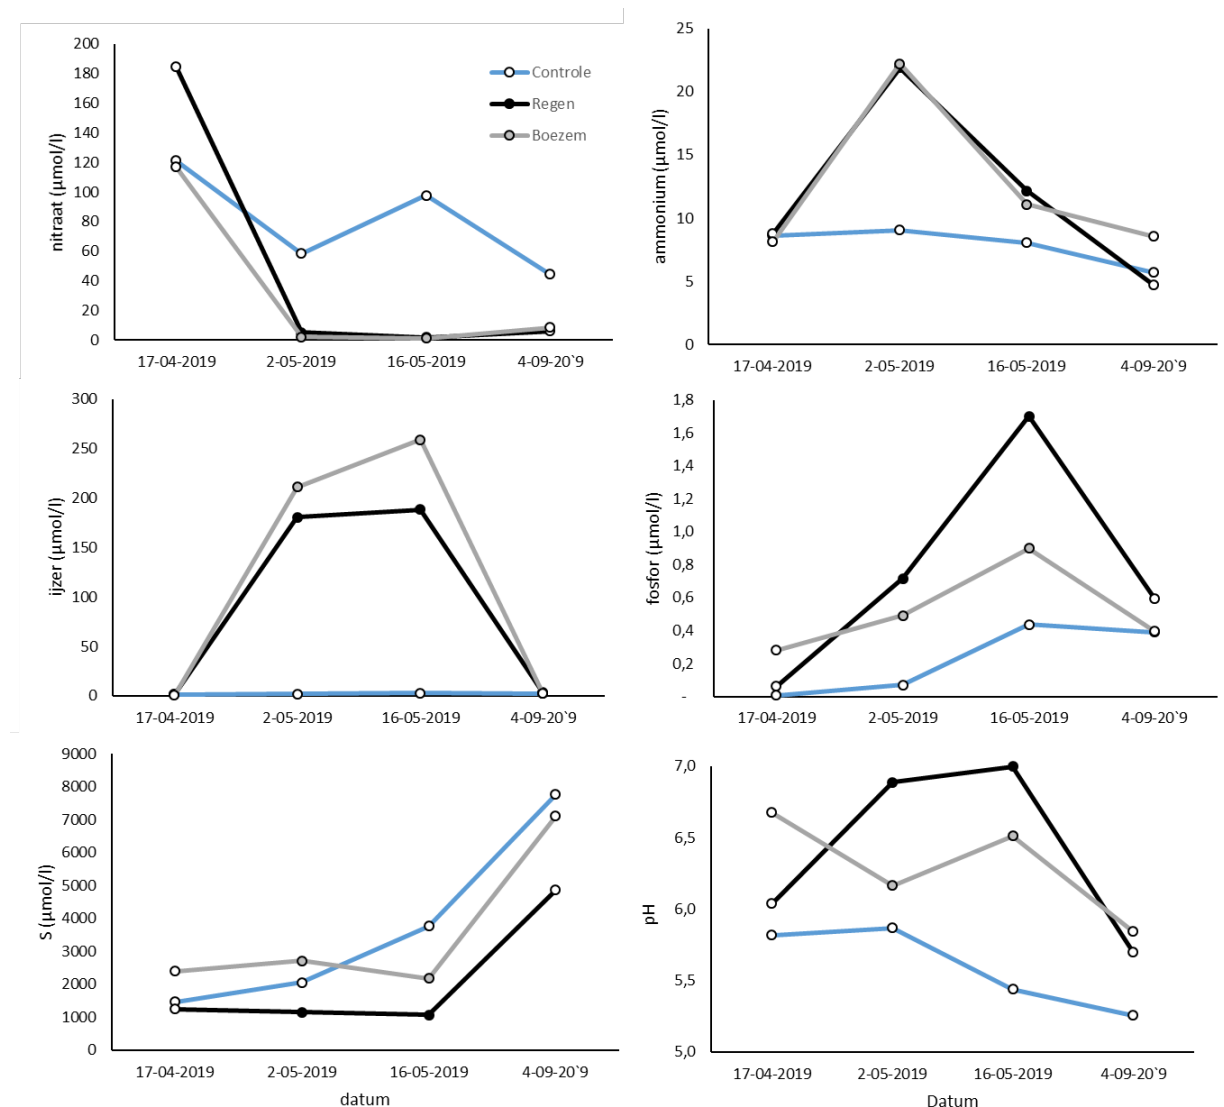 nitraat (µmol/l)
200
180
160
140
120
100
80
60
40
20
0
17-04-2019 2-05-2019 16-05-2019 4-09-20`9
Controle
Regen
Boezem
ammonium (µmol/l)
25
20
15
10
5
0
17-04-2019 2-05-2019 16-05-2019 4-09-20`9
ijzer (µmol/l)
300
250
200
150
100
50
0
17-04-2019 2-05-2019 16-05-2019 4-09-20`9
fosfor (µmol/l)
1,8
1,6
1,4
1,2
1,0
0,8
0,6
0,4
0,2
-
17-04-2019 2-05-2019 16-05-2019 4-09-20`9
S (µmol/l)
9000
8000
7000
6000
5000
4000
3000
2000
1000
0
17-04-2019 2-05-2019 16-05-2019 4-09-20`9
datum
pH
7,0
6,5
6,0
5,5
5,0
17-04-2019 2-05-2019 16-05-2019 4-09-20`9
Datum